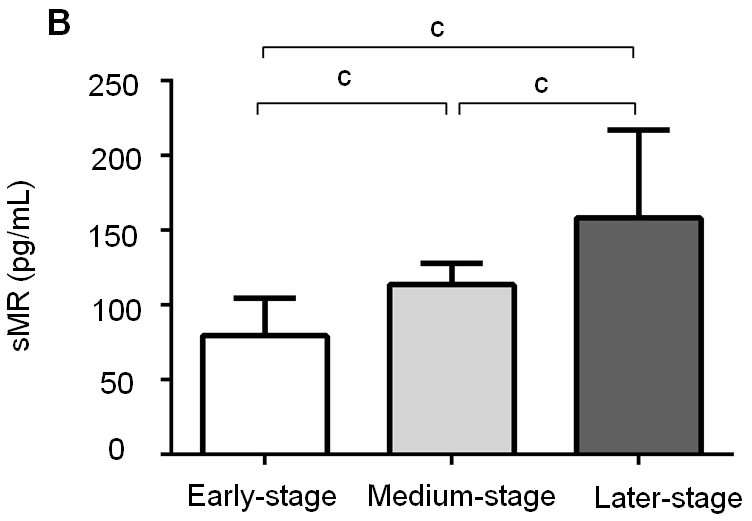 B
c
c
c
250
200
150
100
50
0
sMR (pg/mL)
Early-stage
Medium-stage
Later-stage